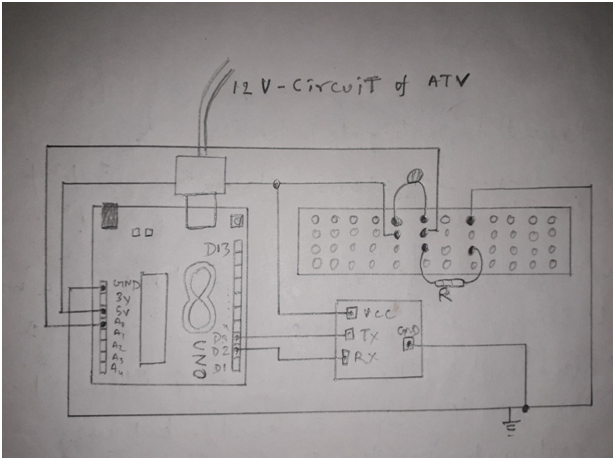 12V-Circuit of ATV
D13
GND
3V
5V
A0
A1
A2
A3
A4
UNO
D3
D2
D1
VCC
TX
RX
GND
R